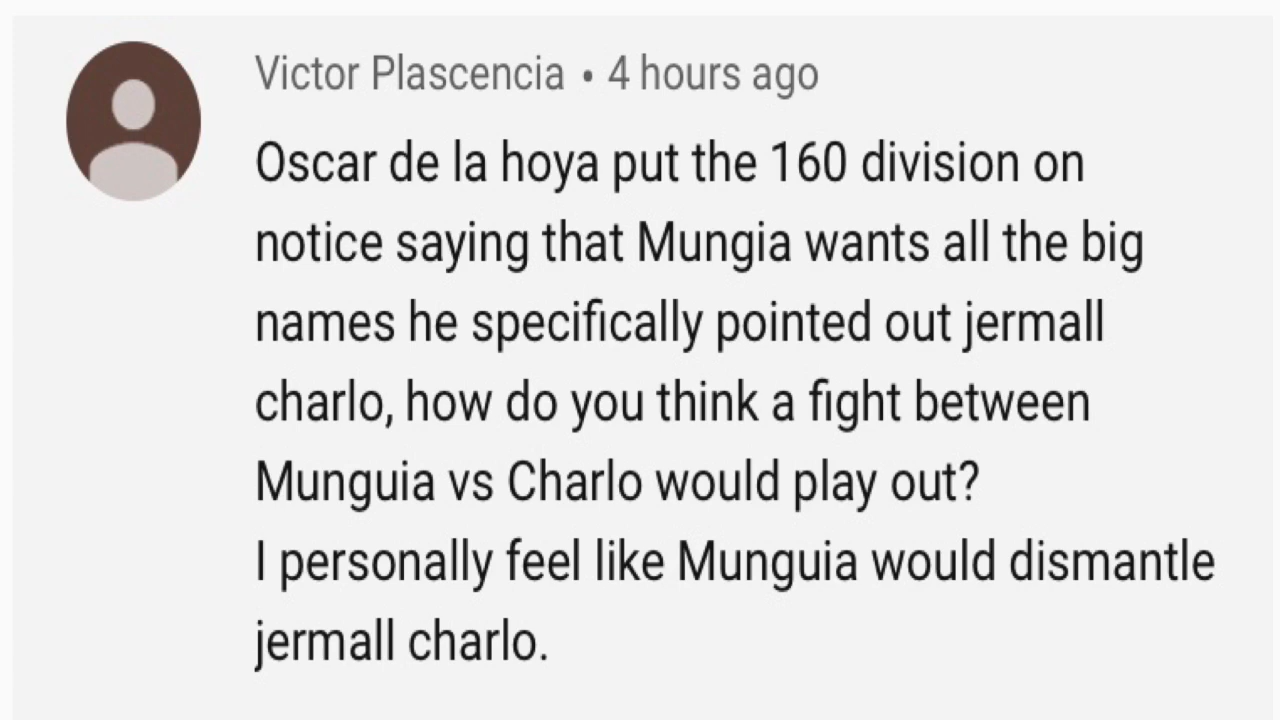 Victor Plascencia • 4 hours ago
Oscar de la hoya put the 160 division on
notice saying that Mungia wants all the big
names he specifically pointed out jermall
charlo, how do you think a fight between
Munguia vs Charlo would play out?
I personally feel like Munguia would dismantle
jermall charlo.